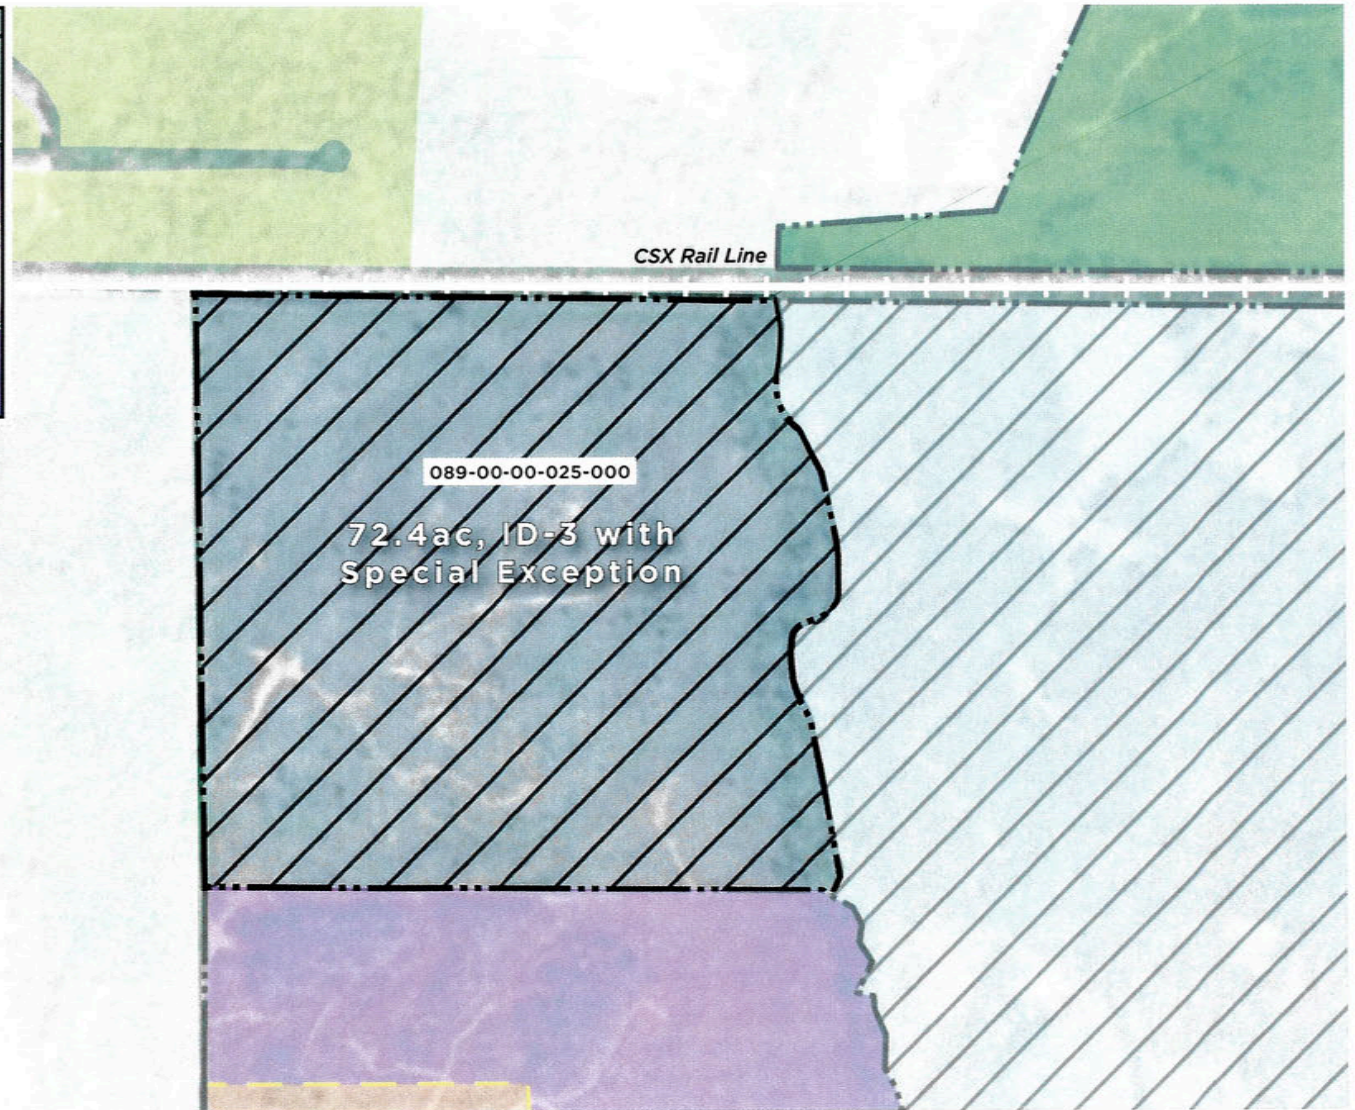 CSX Rail Line
089-00-00-025-000
72.4ac, ID-3 with
Special Exception